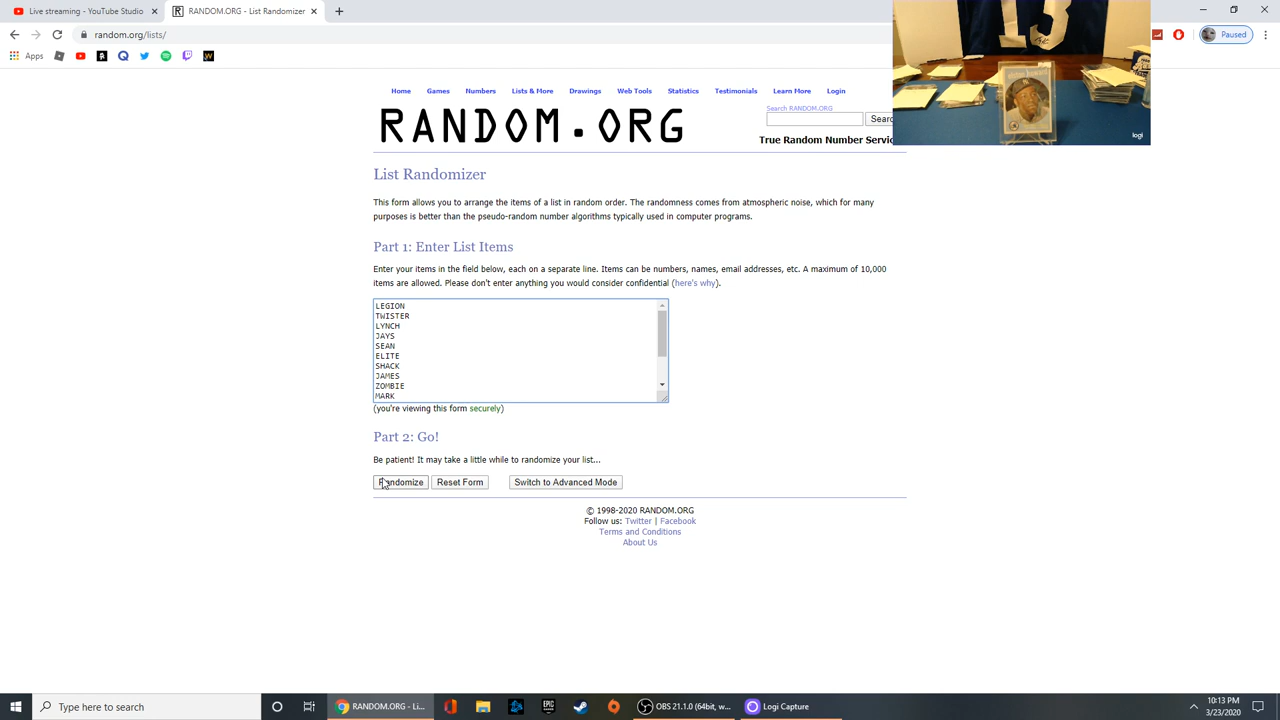 Live streaming - YouTube Studio
RANDOM.ORG - List Randomizer
random.org/lists/
Paused
Apps
Home Games Numbers Lists & More Drawings Web Tools Statistics Testimonials Learn More Login
RANDOM.ORG
Search RANDOM.ORG
Searc
True Random Number Servic
logi
List Randomizer
This form allows you to arrange the items of a list in random order. The randomness comes from atmospheric noise, which for many
purposes is better than the pseudo-random number algorithms typically used in computer programs.
Part 1: Enter List Items
Enter your items in the field below, each on a separate line. Items can be numbers, names, email addresses, etc. A maximum of 10,000
items are allowed. Please don't enter anything you would consider confidential (here's why).
LEGION
TWISTER
LYNCH
JAYS
SEAN
ELITE
SHACK
JAMES
ZOMBIE
MARK
(you're viewing this form securely)
Part 2: Go!
Be patient! It may take a little while to randomize your list...
Randomize Reset Form Switch to Advanced Mode
© 1998-2020 RANDOM.ORG
Follow us: Twitter | Facebook
Terms and Conditions
About Us
Type here to search
RANDOM.ORG - Li...
OBS 21.1.0 (64bit, w...
Logi Capture
10:13 PM
3/23/2020